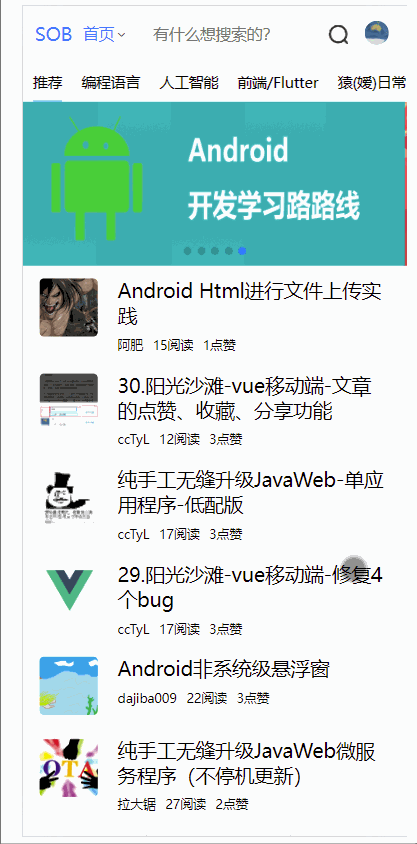 SOB 首页 有什么想搜索的?
推荐 编程语言 人工智能 前端/Flutter 猿(媛)日常
Android
开发学习路路线
Android Html进行文件上传实
践
阿肥 15阅读 1点赞
30.阳光沙滩-vue移动端-文章
的点赞、收藏、分享功能
ccTyL 12阅读 3点赞
纯手工无缝升级JavaWeb-单应
用程序-低配版
ccTyL 17阅读 3点赞
29.阳光沙滩-vue移动端-修复4
个bug
ccTyL 17阅读 3点赞
Android非系统级悬浮窗
dajiba009 22阅读 3点赞
OTA
纯手工无缝升级JavaWeb微服
务程序（不停机更新）
拉大锯 27阅读 2点赞